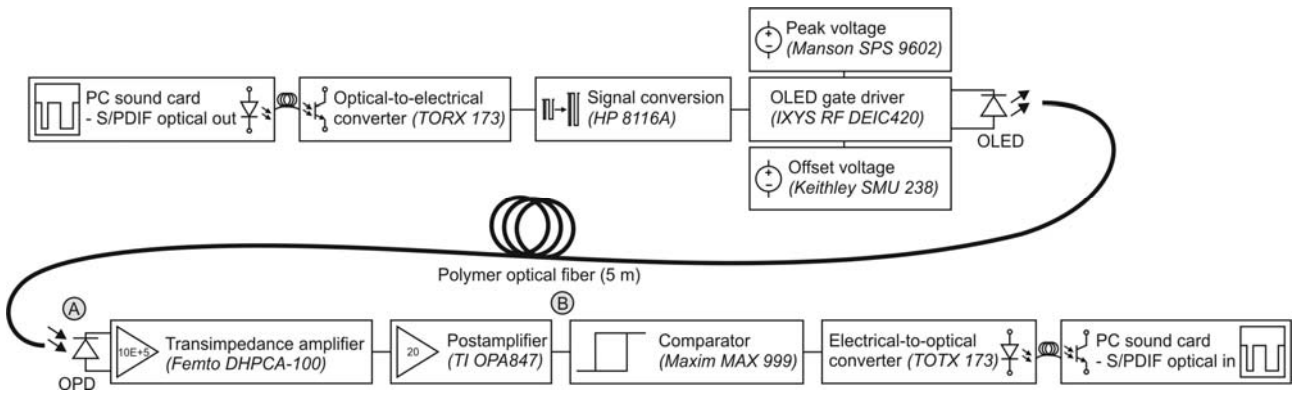 Peak voltage
(Manson SPS 9602)
PC sound card
- S/PDIF optical out
Optical-to-electrical
converter (TORX 173)
Signal conversion
(HP 8116A)
OLED gate driver
(IXYS RF DEIC420)
OLED
Offset voltage
(Keithley SMU 238)
Polymer optical fiber (5 m)
A
B
OPD
10E+5
Transimpedance amplifier
(Femto DHPCA-100)
20
Postamplifier
(TI OPA847)
Comparator
(Maxim MAX 999)
Electrical-to-optical
converter (TOTX 173)
PC sound card
- S/PDIF optical in